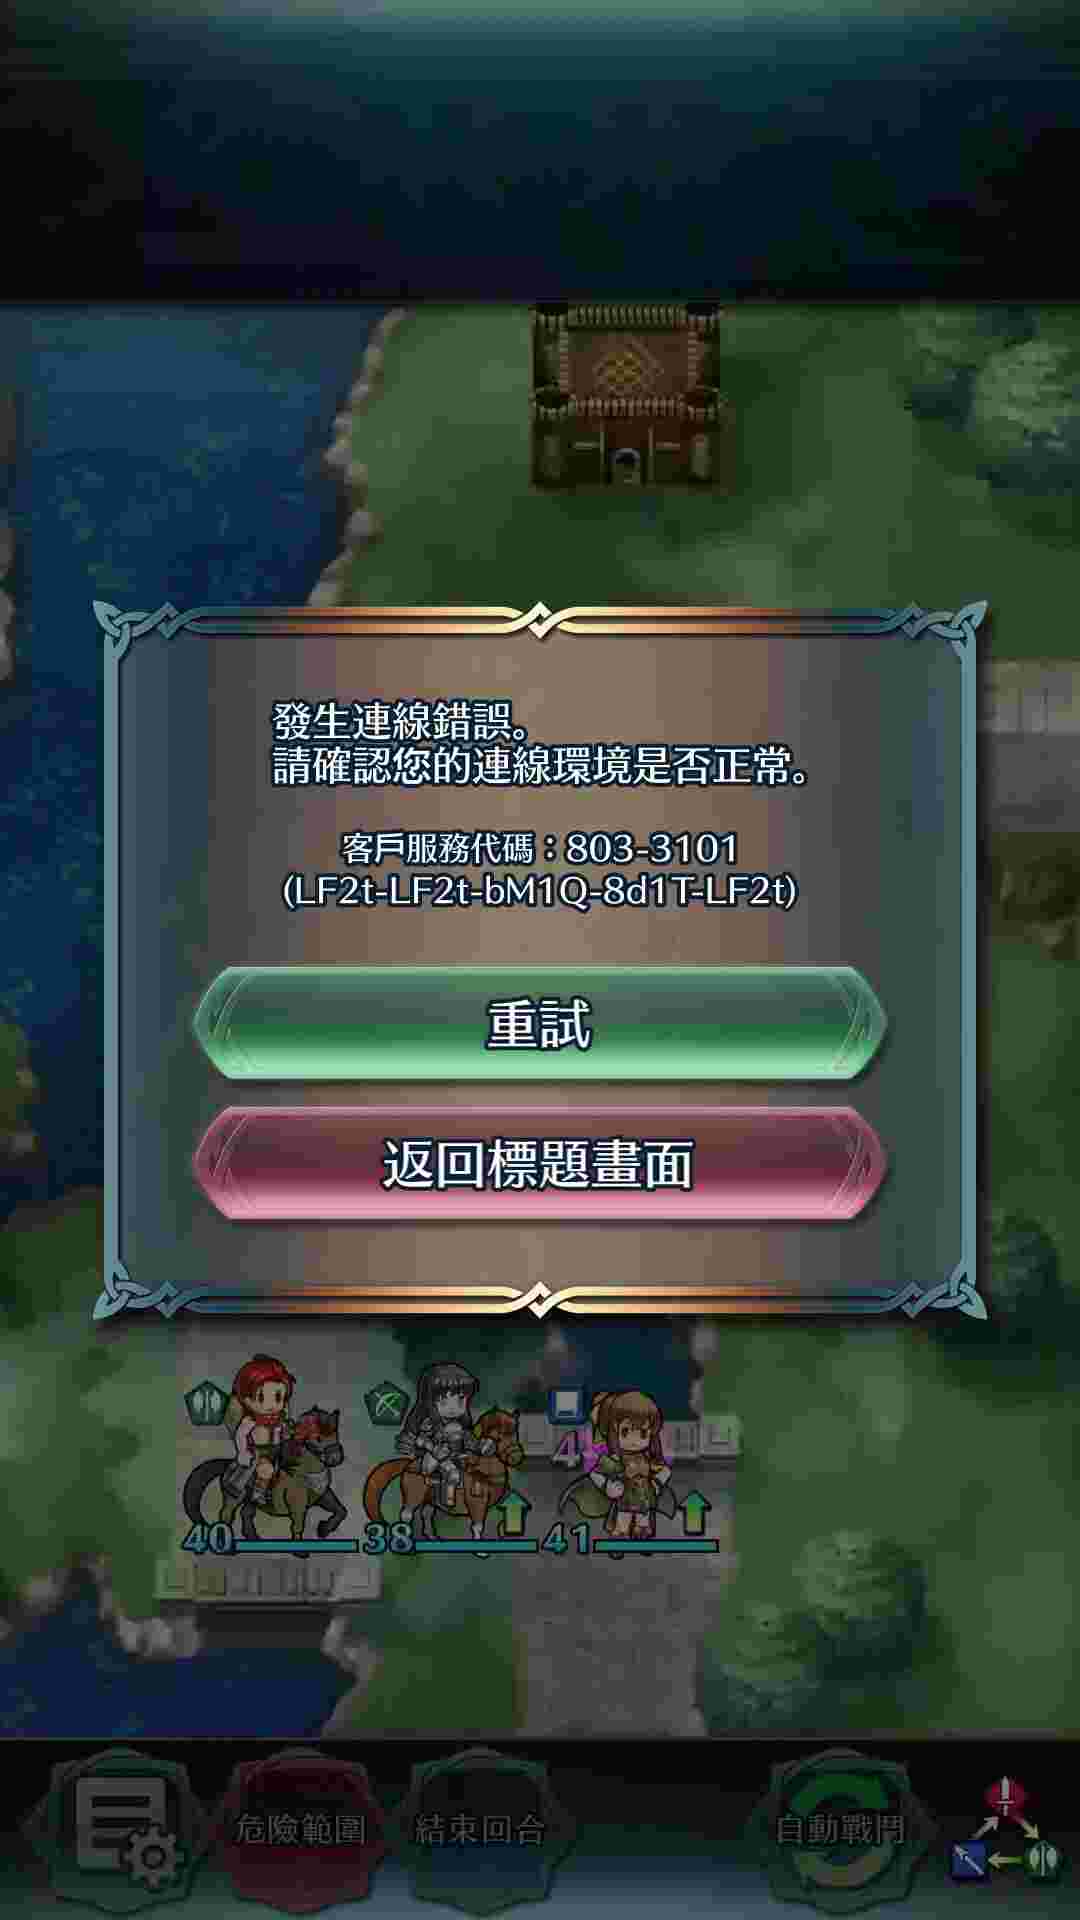 發生連線錯誤。
請確認您的連線環境是否正常。
客戶服務代碼：803-3101
(LF2t-LF2t-bM1Q-8d1T-LF2t)
重試
返回標題畫面
4
40
38
41
危險範圍
結束回合
自動戰鬥